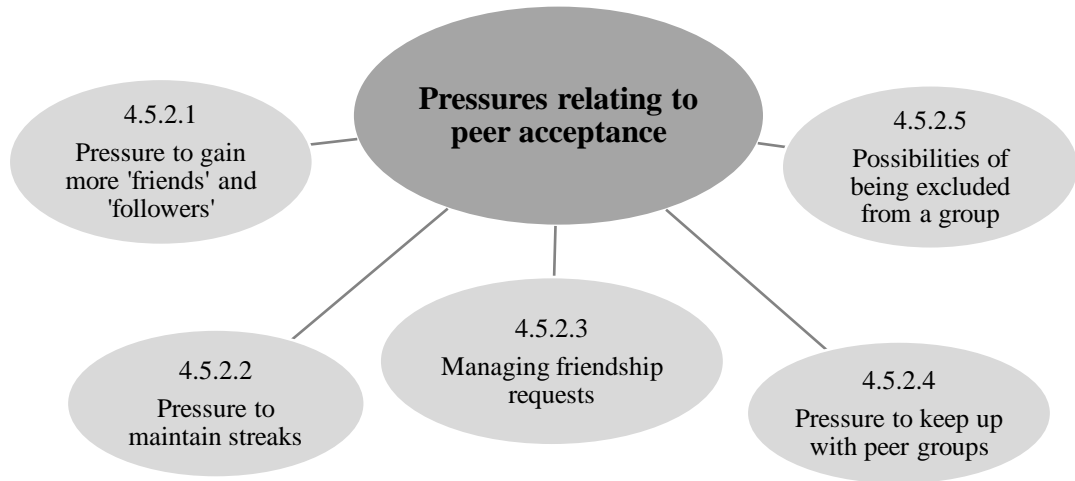 Pressures relating to
peer acceptance
4.5.2.1
Pressure to gain
more 'friends' and
'followers'
4.5.2.2
Pressure to
maintain streaks
4.5.2.3
Managing friendship
requests
4.5.2.4
Pressure to keep up
with peer groups
4.5.2.5
Possibilities of
being excluded
from a group